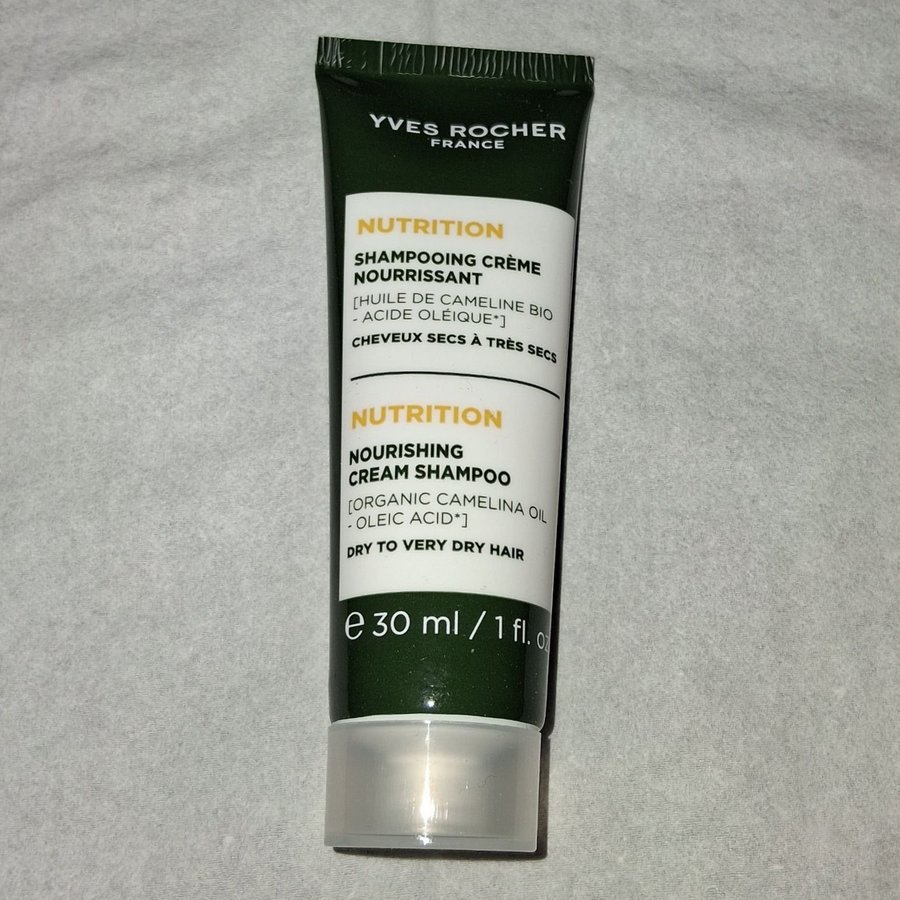 YVES ROCHER
FRANCE
NUTRITION
SHAMPOOING CRÈME
NOURRISSANT
[HUILE DE CAMELINE BIO
- ACIDE OLÉIQUE*]
CHEVEUX SECS À TRÈS SECS
NUTRITION
NOURISHING
CREAM SHAMPOO
[ORGANIC CAMELINA OIL
- OLEIC ACID*]
DRY TO VERY DRY HAIR
℮ 30 ml / 1 fl. oz